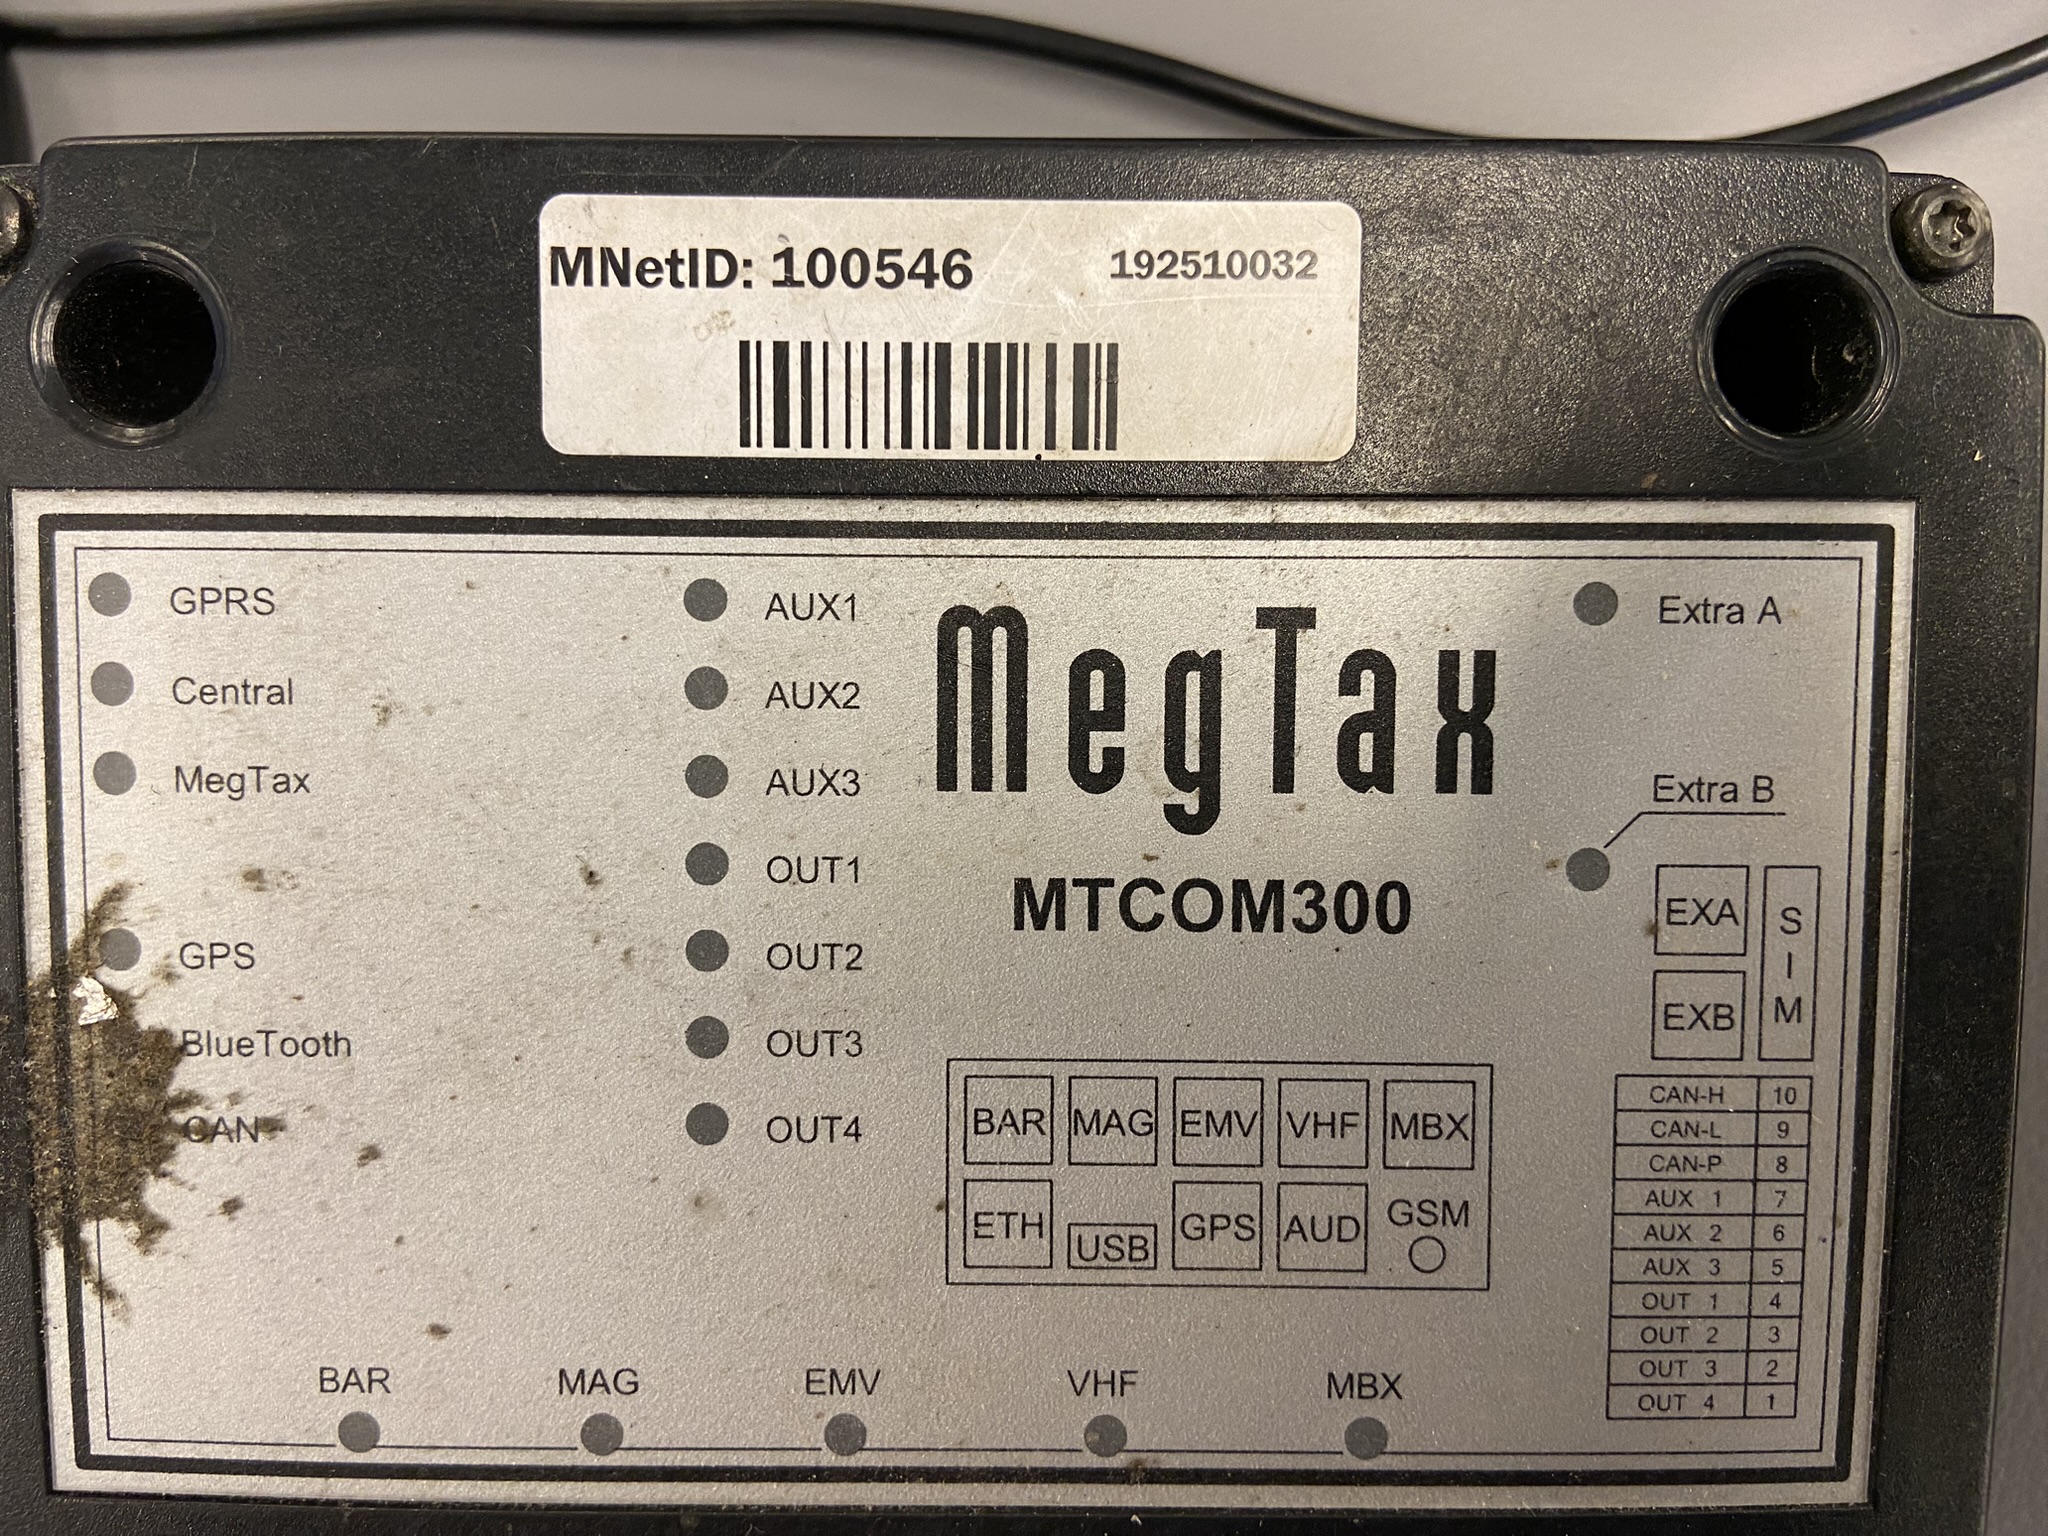 MNetID: 100546 192510032
GPRS
Central
MegTax
GPS
BlueTooth
CAN
AUX1
AUX2
AUX3
OUT1
OUT2
OUT3
OUT4
MegTax
MTCOM300
Extra A
Extra B
EXA
EXB
SIM
BAR MAG EMV VHF MBX
ETH USB GPS AUD GSM
CAN-H 10
CAN-L 9
CAN-P 8
AUX 1 7
AUX 2 6
AUX 3 5
OUT 1 4
OUT 2 3
OUT 3 2
OUT 4 1
BAR MAG EMV VHF MBX